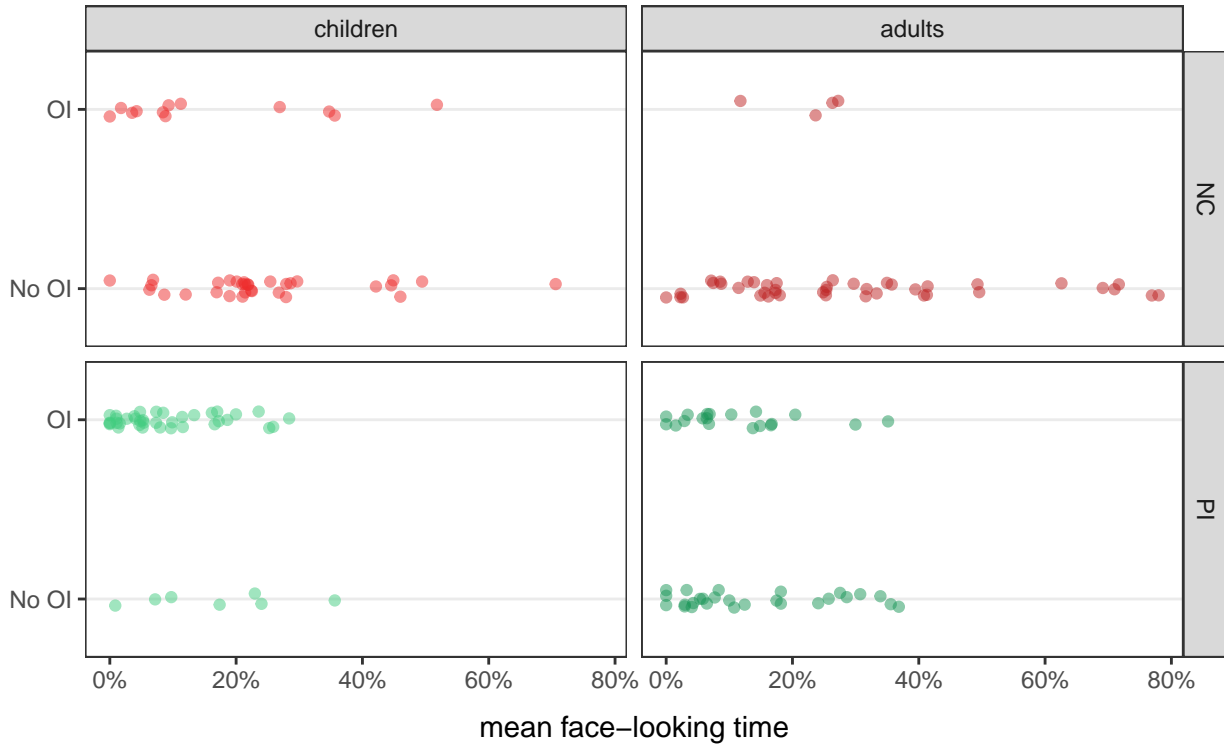 children
adults
OI
No OI
NC
OI
No OI
PI
0%
20%
40%
60%
80%
0%
20%
40%
60%
80%
mean face−looking time